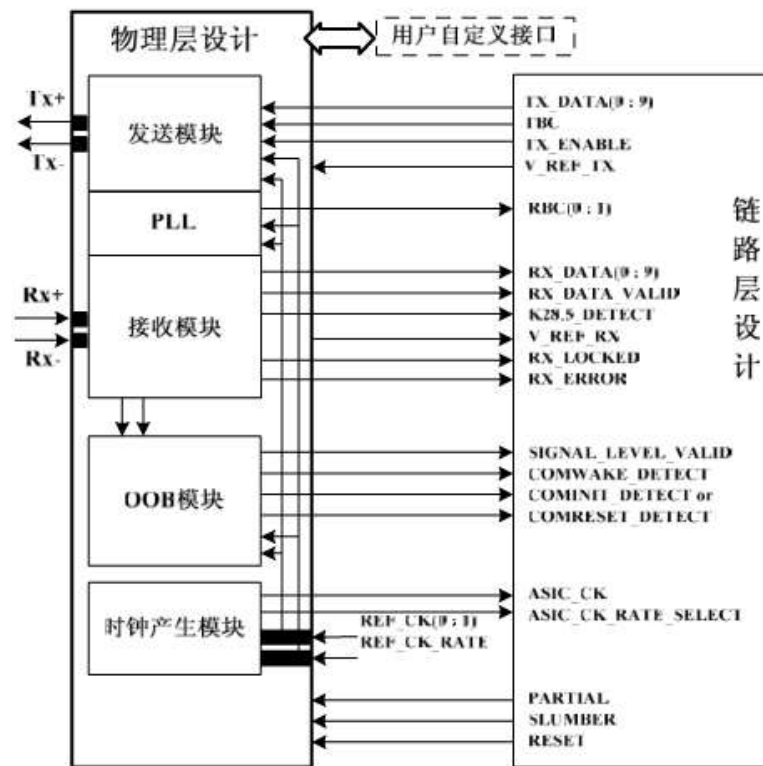 物理层设计
用户自定义接口
Tx+
Tx-
发送模块
PLL
Rx+
Rx-
接收模块
OOB模块
时钟产生模块
REF_CK(0 : 1)
REF_CK_RATE
TX_DATA(0 : 9)
TBC
TX_ENABLE
V_REF_TX
RBC(0 : 1)
RX_DATA(0 : 9)
RX_DATA_VALID
K28.5_DETECT
V_REF_RX
RX_LOCKED
RX_ERROR
SIGNAL_LEVEL_VALID
COMWAKE_DETECT
COMINIT_DETECT or
COMRESET_DETECT
ASIC_CK
ASIC_CK_RATE_SELECT
PARTIAL
SLUMBER
RESET
链路层设计